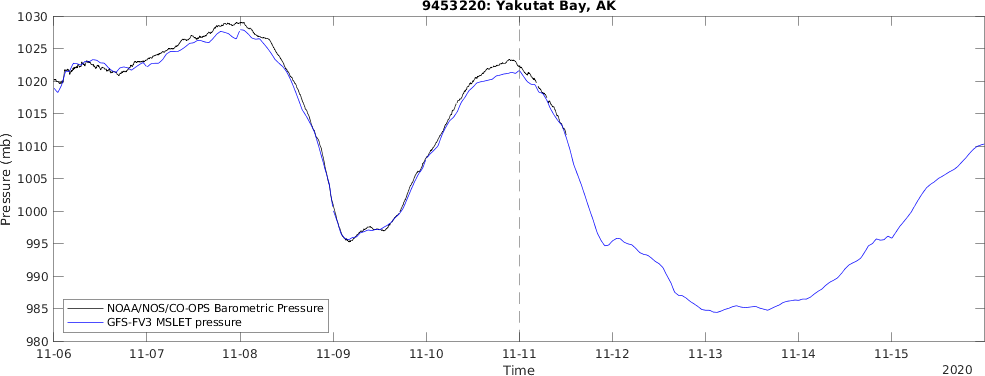 9453220: Yakutat Bay, AK
1030
1025
1020
1015
1010
1005
1000
995
990
985
980
Pressure (mb)
NOAA/NOS/CO-OPS Barometric Pressure
GFS-FV3 MSLET pressure
11-06 11-07 11-08 11-09 11-10 11-11 11-12 11-13 11-14 11-15
Time
2020